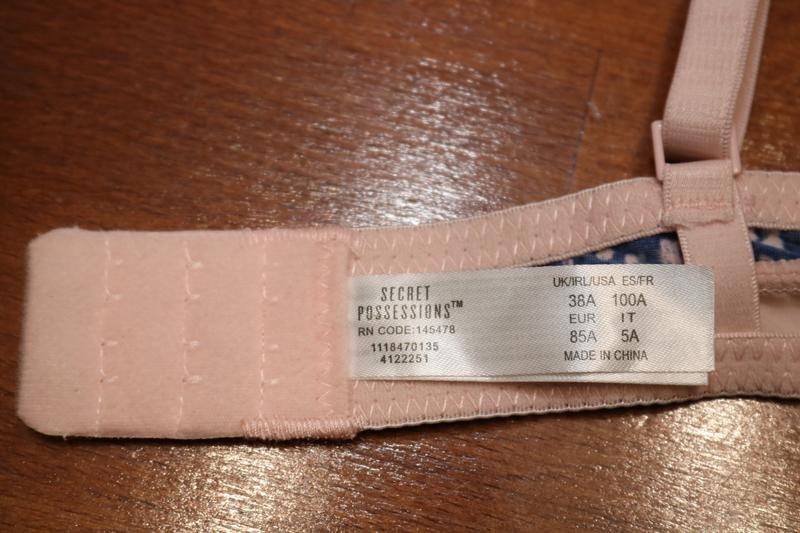 SECRET
POSSESSIONS™
RN CODE:145478
1118470135
4122251
UK/IRL/USA ES/FR
38A 100A
EUR IT
85A 5A
MADE IN CHINA